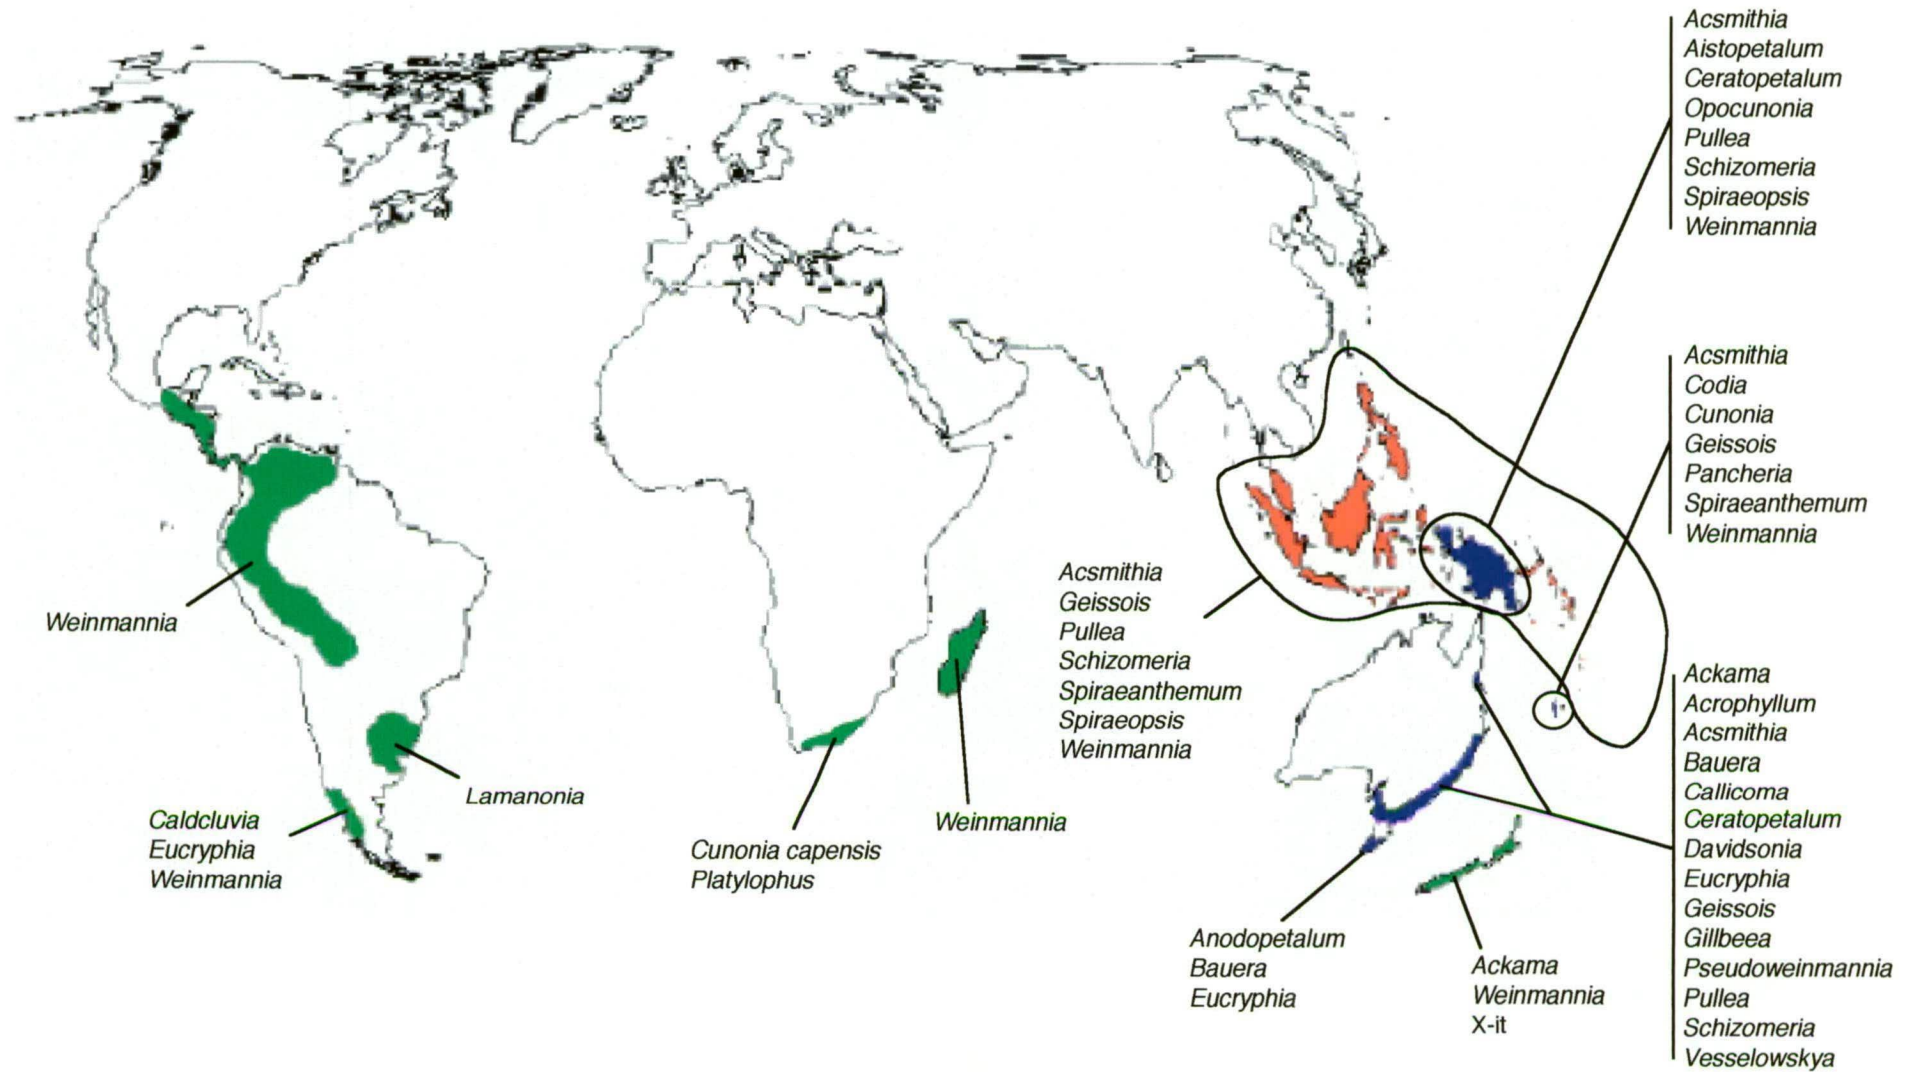 Acsmithia
Aistopetalum
Ceratopetalum
Opocunonia
Pullea
Schizomeria
Spiraeopsis
Weinmannia
Acsmithia
Codia
Cunonia
Geissois
Pancheria
Spiraeanthemum
Weinmannia
Acsmithia
Geissois
Pullea
Schizomeria
Spiraeanthemum
Spiraeopsis
Weinmannia
Weinmannia
Lamanonia
Caldcluvia
Eucryphia
Weinmannia
Cunonia capensis
Platylophus
Weinmannia
Anodopetalum
Bauera
Eucryphia
Ackama
Weinmannia
X-it
Ackama
Acrophyllum
Acsmithia
Bauera
Callicoma
Ceratopetalum
Davidsonia
Eucryphia
Geissois
Gillbeea
Pseudoweinmannia
Pullea
Schizomeria
Vesselowskya